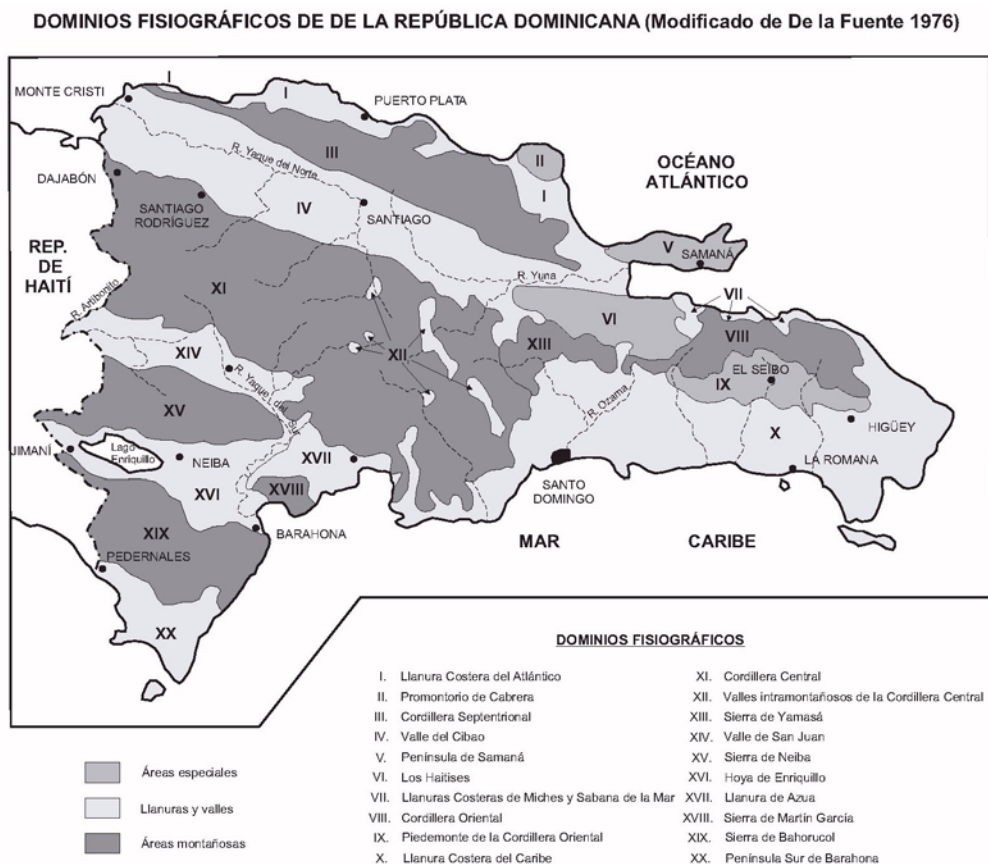 DOMINIOS FISIOGRÁFICOS DE DE LA REPÚBLICA DOMINICANA (Modificado de De la Fuente 1976)
I
MONTE CRISTI
I
PUERTO PLATA
III
II
I
OCÉANO
ATLÁNTICO
R. Yaque del Norte
DAJABÓN
SANTIAGO
RODRÍGUEZ
IV
SANTIAGO
REP.
DE
HAITÍ
V
SAMANÁ
R. Yuna
XI
R. Artibonito
VII
VI
VIII
XIV
XII
XIII
EL SEIBO
IX
R. Yaque del Sur
XV
R. Ozama
X
HIGÜEY
JIMANÍ
Lago
Enriquillo
NEIBA
XVII
LA ROMANA
XVI
XVIII
SANTO
DOMINGO
XIX
BARAHONA
MAR
CARIBE
PEDERNALES
XX
DOMINIOS FISIOGRÁFICOS
I. Llanura Costera del Atlántico
II. Promontorio de Cabrera
III. Cordillera Septentrional
IV. Valle del Cibao
V. Península de Samaná
VI. Los Haitises
VII. Llanuras Costeras de Miches y Sabana de la Mar
VIII. Cordillera Oriental
IX. Piedemonte de la Cordillera Oriental
X. Llanura Costera del Caribe
XI. Cordillera Central
XII. Valles intramontañosos de la Cordillera Central
XIII. Sierra de Yamasá
XIV. Valle de San Juan
XV. Sierra de Neiba
XVI. Hoya de Enriquillo
XVII. Llanura de Azua
XVIII. Sierra de Martín García
XIX. Sierra de Bahorucol
XX. Península Sur de Barahona
Áreas especiales
Llanuras y valles
Áreas montañosas